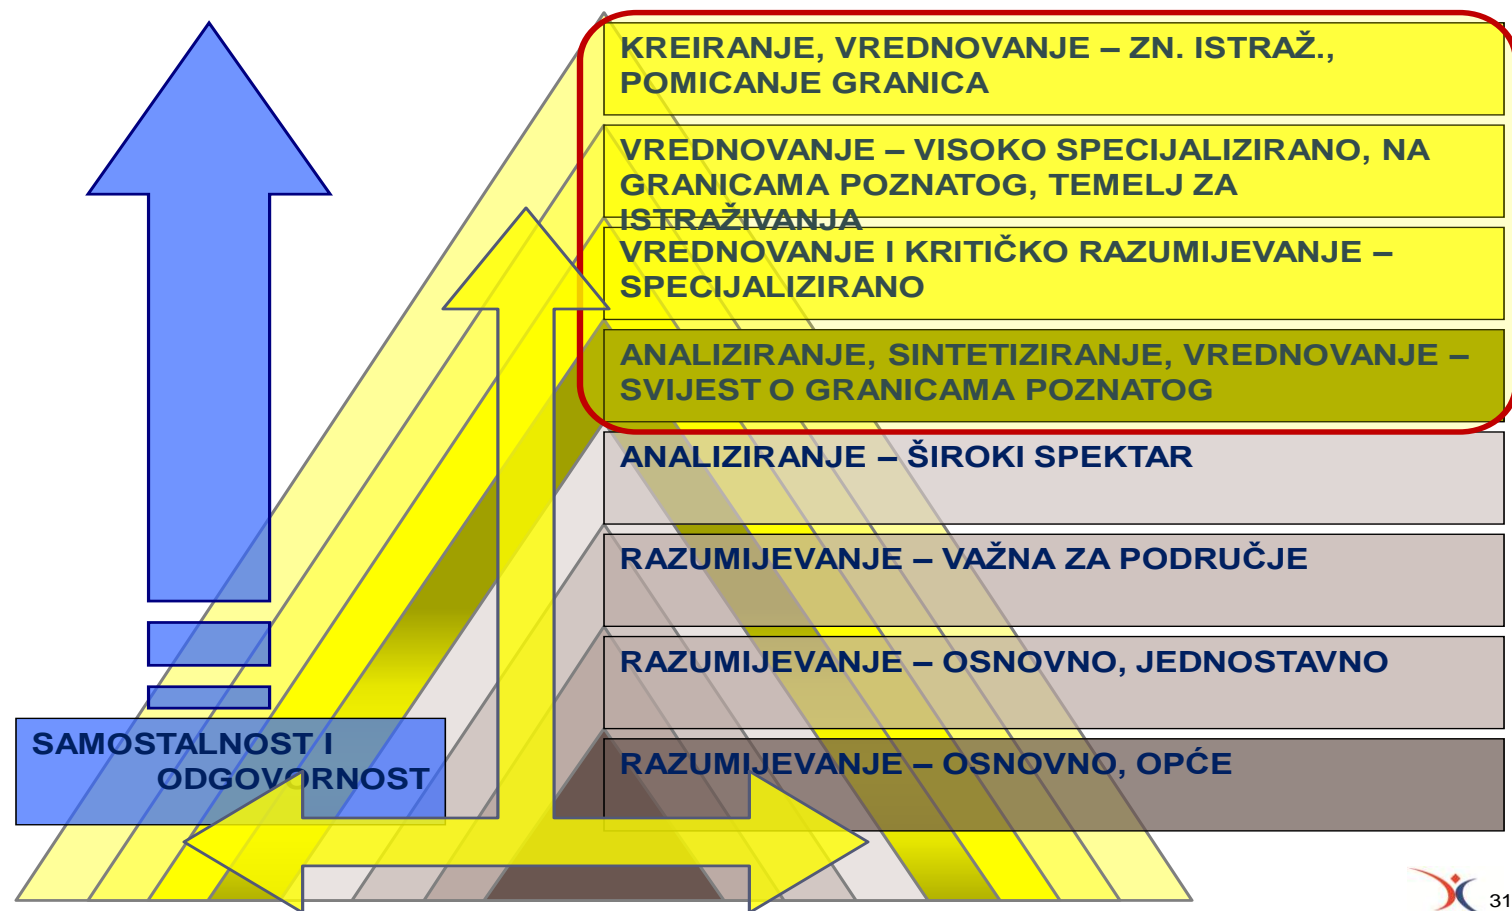 KREIRANJE, VREDNOVANJE – ZN. ISTRAŽ.,
POMICANJE GRANICA
VREDNOVANJE – VISOKO SPECIJALIZIRANO, NA
GRANICAMA POZNATOG, TEMELJ ZA
ISTRAŽIVANJA
VREDNOVANJE I KRITIČKO RAZUMIJEVANJE –
SPECIJALIZIRANO
ANALIZIRANJE, SINTETIZIRANJE, VREDNOVANJE –
SVIJEST O GRANICAMA POZNATOG
ANALIZIRANJE – ŠIROKI SPEKTAR
RAZUMIJEVANJE – VAŽNA ZA PODRUČJE
RAZUMIJEVANJE – OSNOVNO, JEDNOSTAVNO
RAZUMIJEVANJE – OSNOVNO, OPĆE
SAMOSTALNOST I
ODGOVORNOST
31